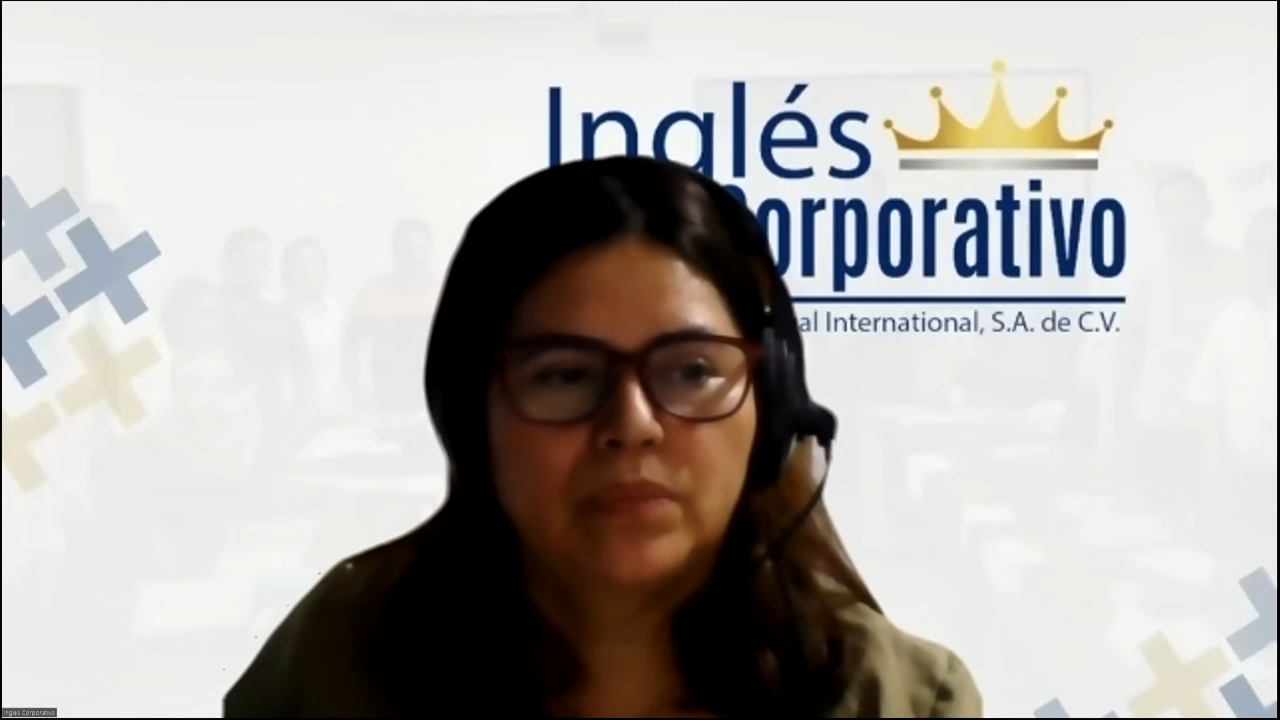 Inglés
orporativo
al International, S.A. de C.V.
Ingles Corporativo